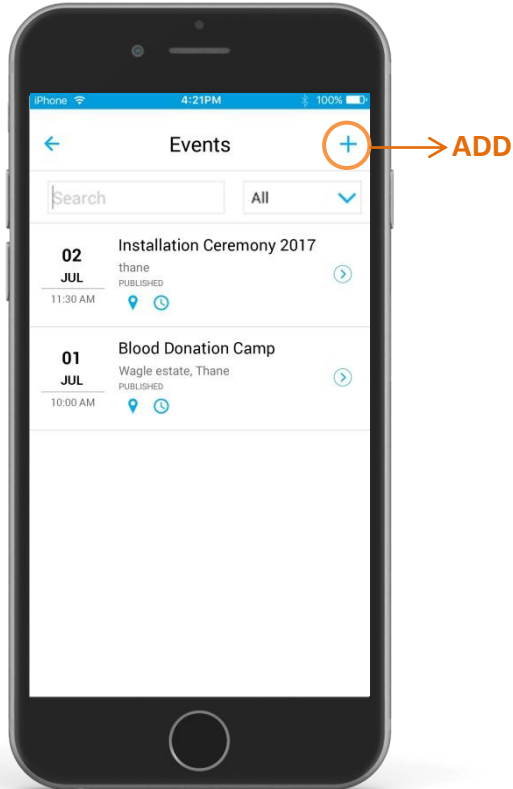 iPhone 4:21PM 100%
Events
+
ADD
Search All
02
JUL
11:30 AM
Installation Ceremony 2017
thane
PUBLISHED
01
JUL
10:00 AM
Blood Donation Camp
Wagle estate, Thane
PUBLISHED